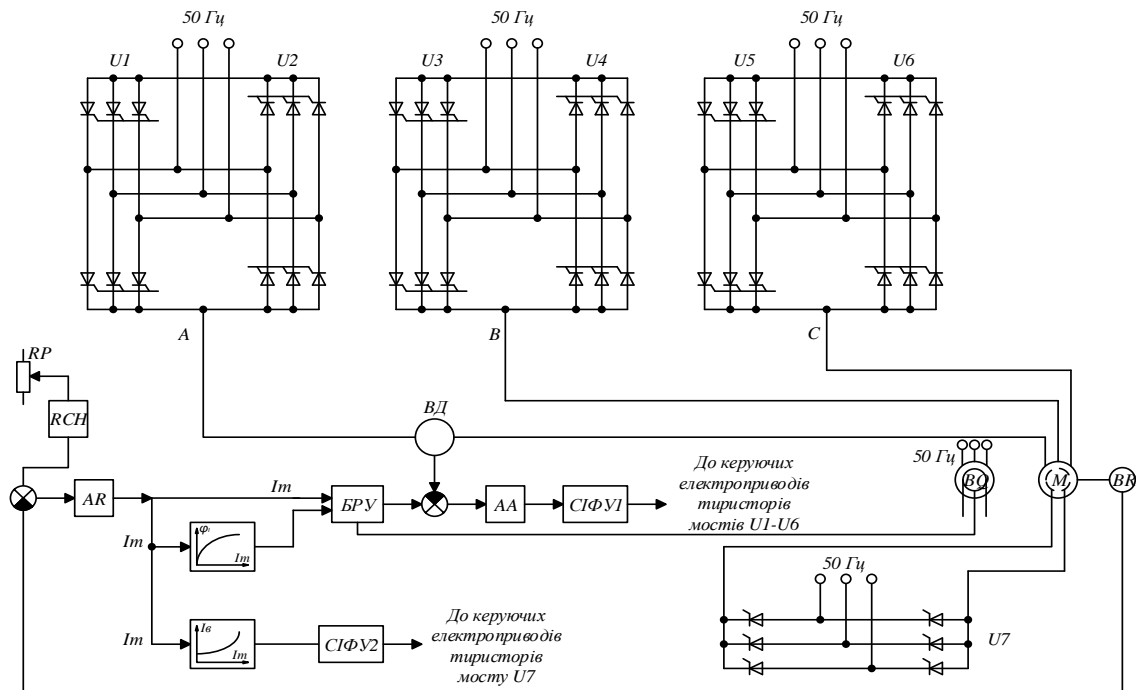 50 Гц
50 Гц
50 Гц
U1
U2
U3
U4
U5
U6
A
B
C
RP
RCH
ВД
50 Гц
До керуючих
електроприводів
тиристорів
мостів U1-U6
BQ
M
BR
AR
Im
БРУ
AA
СІФУ1
Im
φi
Im
50 Гц
Im
Iв
Im
СІФУ2
До керуючих
електроприводів
тиристорів
мосту U7
U7